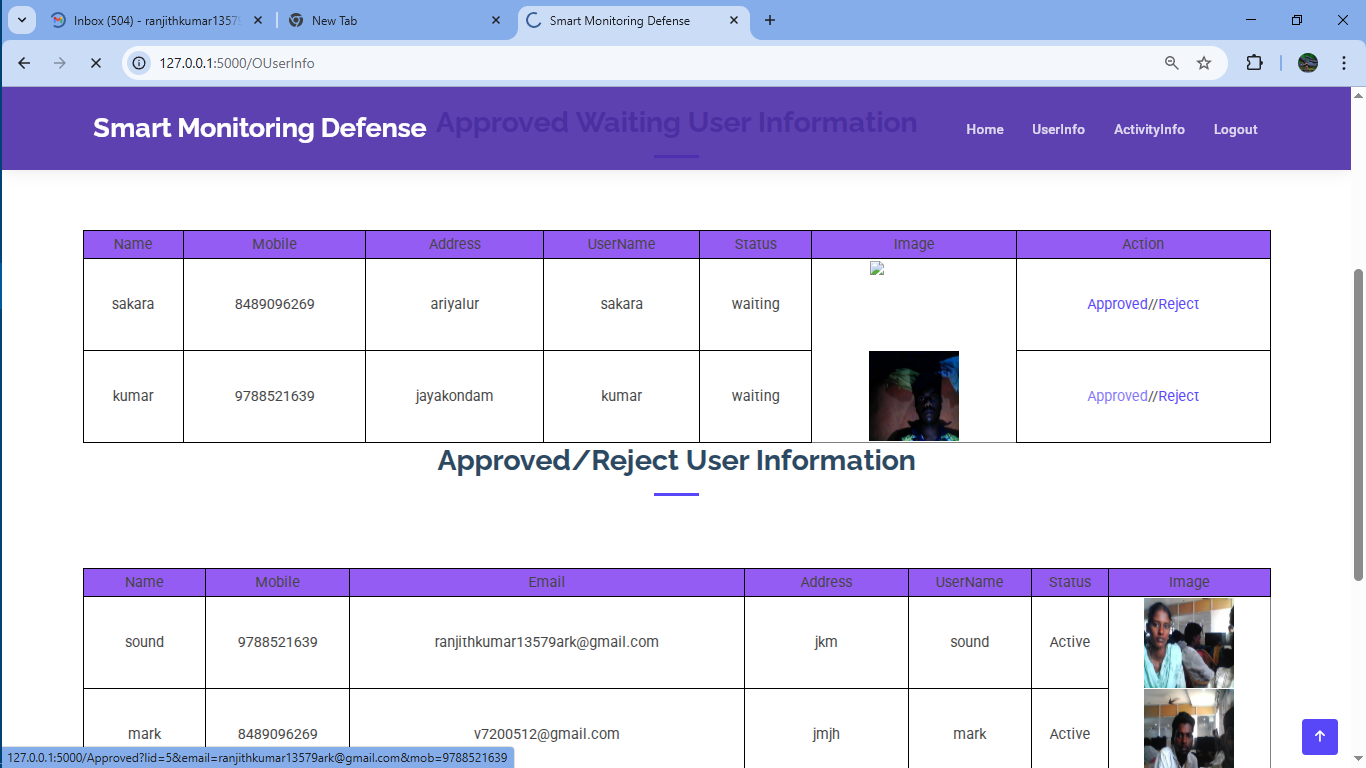 Inbox (504) - ranjithkumar1357
New Tab
Smart Monitoring Defense
127.0.0.1:5000/OUserInfo
Smart Monitoring Defense
Approved Waiting User Information
Home UserInfo ActivityInfo Logout
Name Mobile Address UserName Status Image Action
sakara 8489096269 ariyalur sakara waiting Approved//Reject
kumar 9788521639 jayakondam kumar waiting Approved//Reject
Approved/Reject User Information
Name Mobile Email Address UserName Status Image
sound 9788521639 ranjithkumar13579ark@gmail.com jkm sound Active
mark 8489096269 v7200512@gmail.com jmjh mark Active
127.0.0.1:5000/Approved?lid=5&email=ranjithkumar13579ark@gmail.com&mob=9788521639